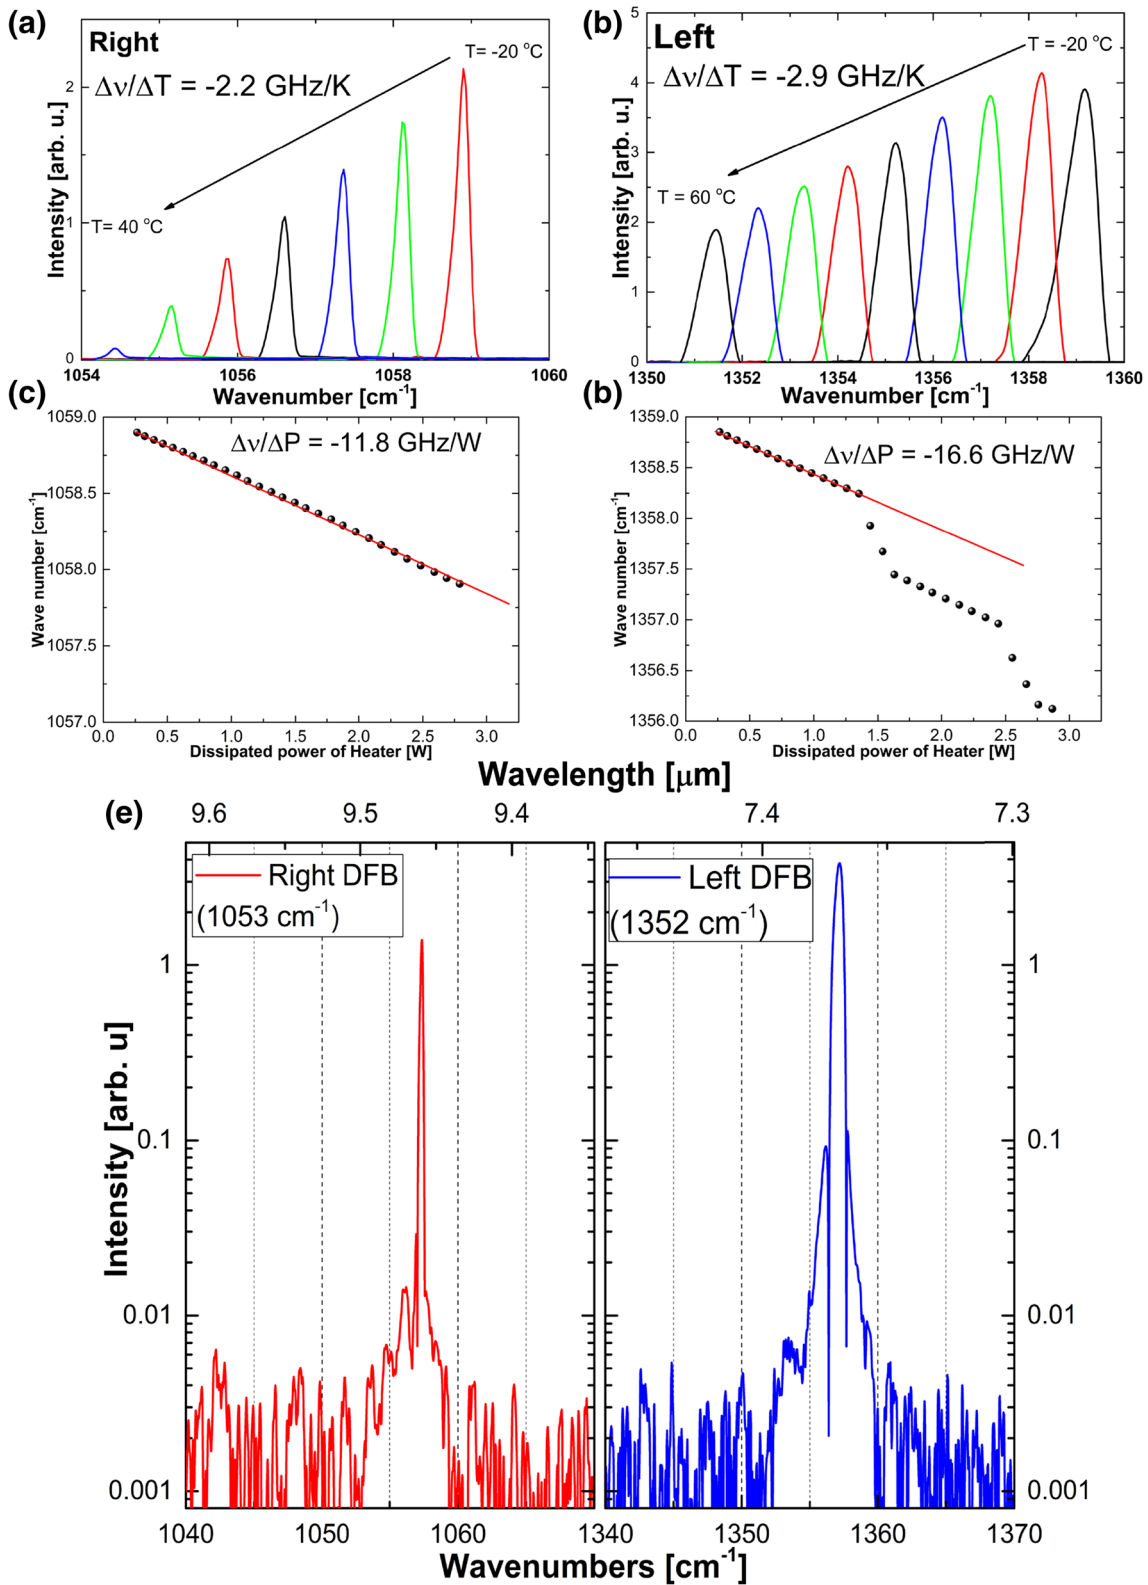 (a)
Right
T= -20 °C
Δν/ΔT = -2.2 GHz/K
T= 40 °C
Intensity [arb. u.]
2
1
0
1054
1056
1058
1060
Wavenumber [cm-1]
(b)
Left
T= -20 °C
Δν/ΔT = -2.9 GHz/K
T= 60 °C
Intensity [arb. u.]
5
4
3
2
1
0
1350
1352
1354
1356
1358
1360
Wavenumber [cm-1]
(c)
Δν/ΔP = -11.8 GHz/W
Wave number [cm-1]
1059.0
1058.5
1058.0
1057.5
1057.0
0.0
0.5
1.0
1.5
2.0
2.5
3.0
Dissipated power of Heater [W]
(b)
Δν/ΔP = -16.6 GHz/W
Wave number [cm-1]
1359.0
1358.5
1358.0
1357.5
1357.0
1356.5
1356.0
0.0
0.5
1.0
1.5
2.0
2.5
3.0
Dissipated power of Heater [W]
Wavelength [μm]
(e)
9.6
9.5
9.4
7.4
7.3
Right DFB
(1053 cm-1)
Left DFB
(1352 cm-1)
Intensity [arb. u]
1
0.1
0.01
0.001
1
0.1
0.01
0.001
1040
1050
1060
1340
1350
1360
1370
Wavenumbers [cm-1]